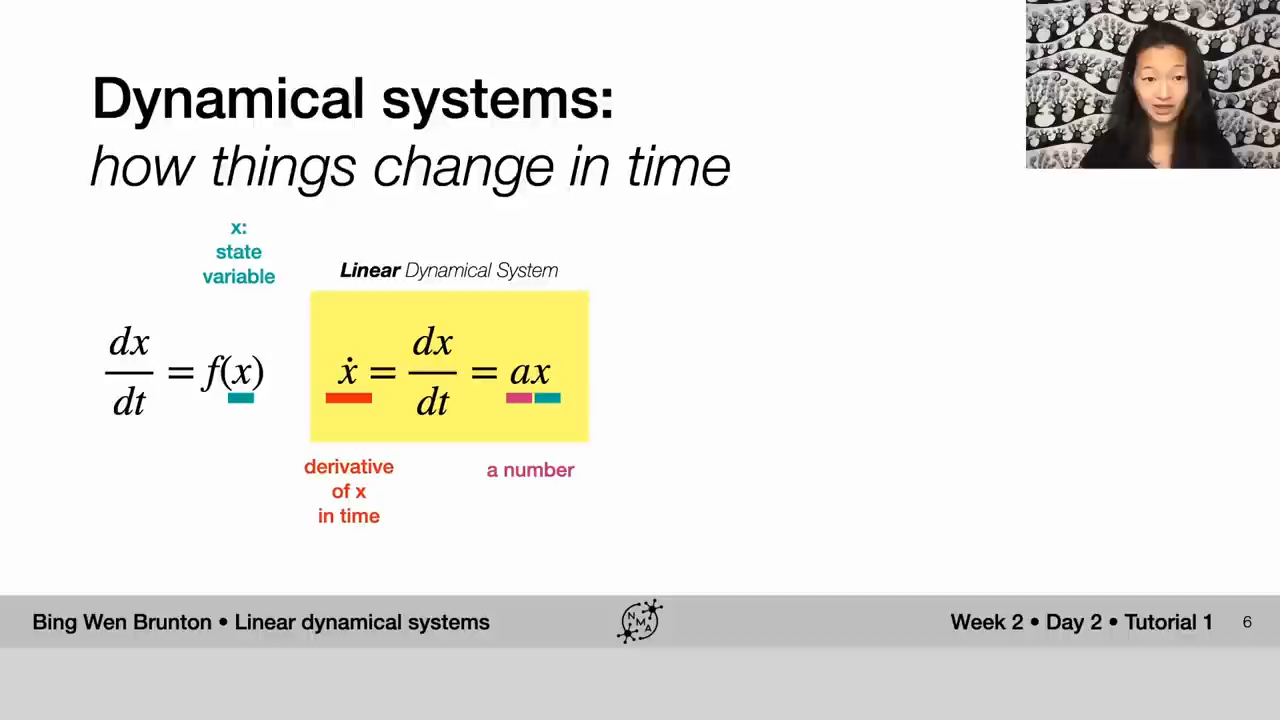 Dynamical systems:
how things change in time
x:
state
variable
Linear Dynamical System
dx/dt = f(x)
ẋ = dx/dt = ax
derivative
of x
in time
a number
Bing Wen Brunton • Linear dynamical systems
NMA
Week 2 • Day 2 • Tutorial 1
6